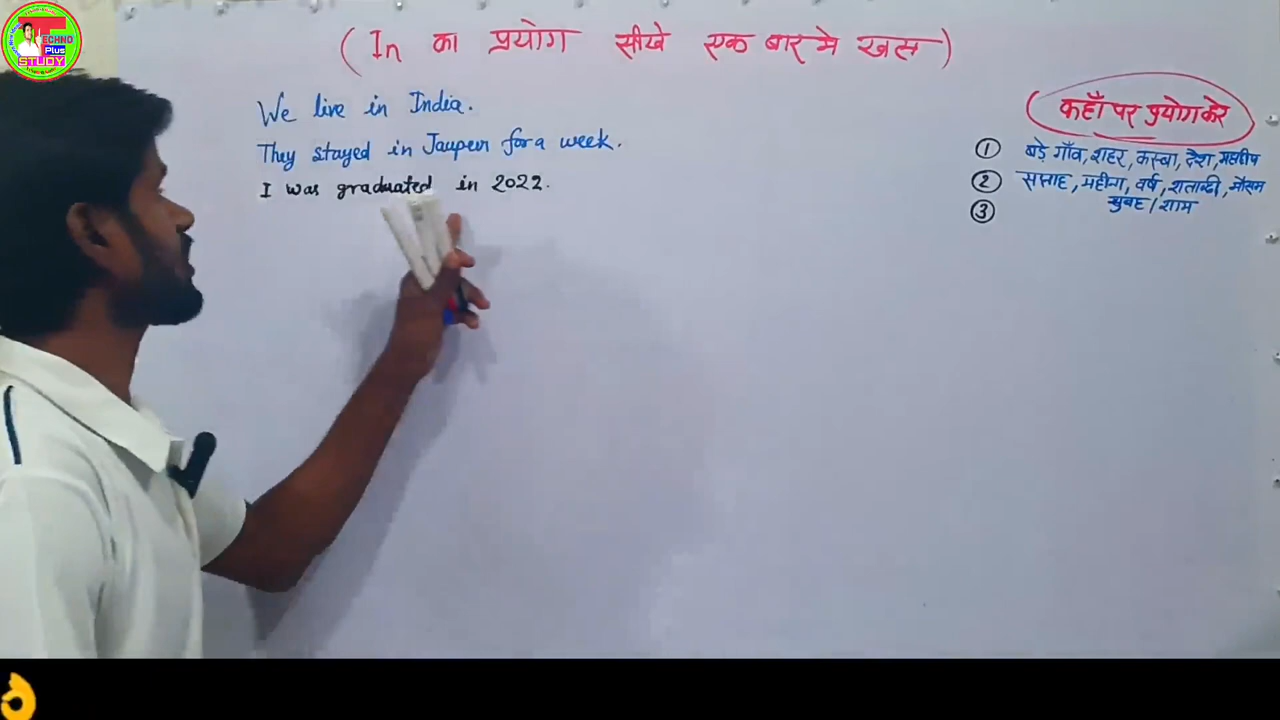 TECHNO
Plus
STUDY
(In का प्रयोग सीखे एक बार मे खत्म)
We live in India.
They stayed in Jaupeur for a week.
I was graduated in 2022.
कहाँ पर प्रयोग करे
① बड़े गाँव, शहर, कस्बा, देश, महाद्वीप
② सप्ताह, महीना, वर्ष, शताब्दी, मौसम
सुबह/शाम
③